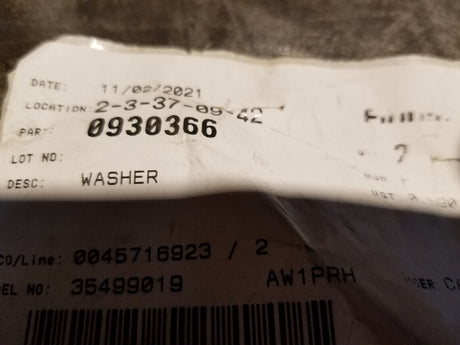 DATE: 11/02/2021
LOCATION: 2-3-37-09-42
PART: 0930366
LOT NO: 2
DESC: WASHER
CO/Line: 0045716923 / 2
DEL NO: 35499019 AW1PRH